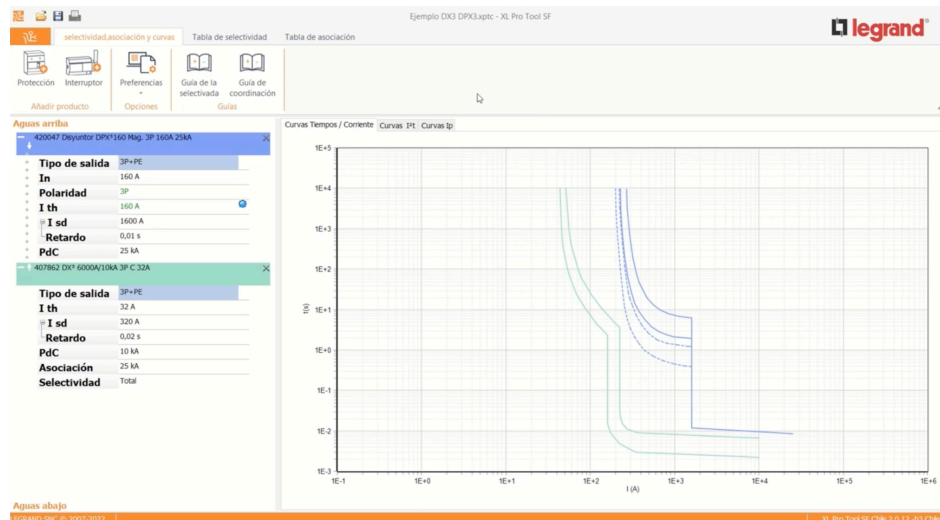 Ejemplo DX3 DPX3.xptc - XL Pro Tool SF
legrand
selectividad,asociación y curvas Tabla de selectividad Tabla de asociación
Protección Interruptor Preferencias Guía de la selectivada Guía de coordinación
Añadir producto Opciones Guías
Aguas arriba
420047 Disyuntor DPX³160 Mag. 3P 160A 25kA
Tipo de salida 3P+PE
In 160 A
Polaridad 3P
I th 160 A
I sd 1600 A
Retardo 0,01 s
PdC 25 kA
407862 DX³ 6000A/10kA 3P C 32A
Tipo de salida 3P+PE
I th 32 A
I sd 320 A
Retardo 0,02 s
PdC 10 kA
Asociación 25 kA
Selectividad Total
Aguas abajo
Curvas Tiempos / Corriente Curvas I²t Curvas Ip
1E+5
1E+4
1E+3
1E+2
1E+1
1E+0
1E-1
1E-2
1E-3
t(s)
1E-1 1E+0 1E+1 1E+2 1E+3 1E+4 1E+5 1E+6
I (A)
LEGRAND SNC © 2007-2022